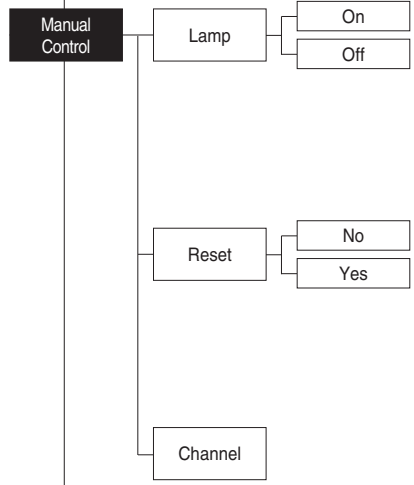 Manual
Control
Lamp
On
Off
Reset
No
Yes
Channel